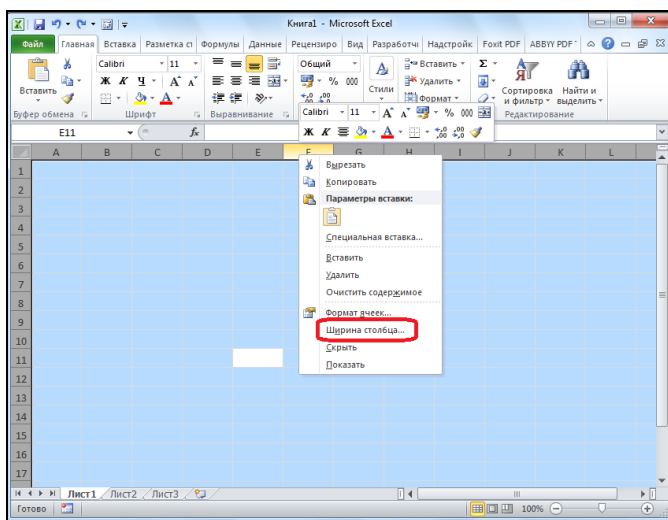 Книга1 - Microsoft Excel
Файл Главная Вставка Разметка ст Формулы Данные Рецензиро Вид Разработчи Надстройк Foxit PDF ABBYY PDF
Вставить
Calibri 11
Ж К Ч
Общий
% 000
Стили
Вставить
Удалить
Формат
Сортировка и фильтр
Найти и выделить
Буфер обмена Шрифт Выравнивание Редактирование
Calibri 11 % 000
Ж К
E11 fx
A B C D E F G H I J K L
1
2
3
4
5
6
7
8
9
10
11
12
13
14
15
16
17
Вырезать
Копировать
Параметры вставки:
Специальная вставка...
Вставить
Удалить
Очистить содержимое
Формат ячеек...
Ширина столбца...
Скрыть
Показать
Лист1 Лист2 Лист3
Готово 100%